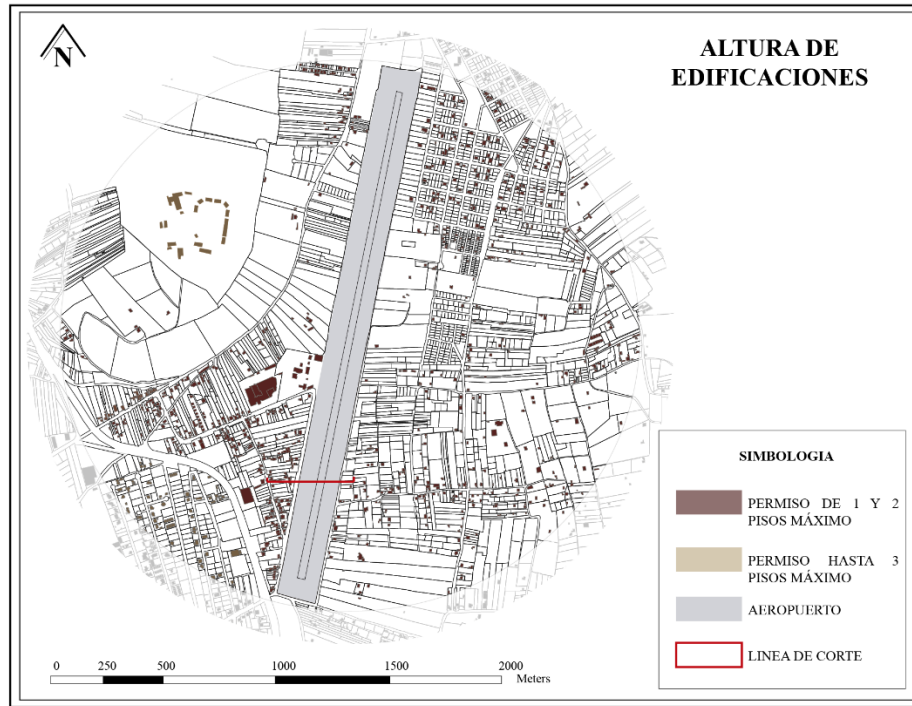 N
ALTURA DE
EDIFICACIONES
SIMBOLOGIA
PERMISO DE 1 Y 2
PISOS MÁXIMO
PERMISO HASTA 3
PISOS MÁXIMO
AEROPUERTO
LINEA DE CORTE
0 250 500 1000 1500 2000
Meters